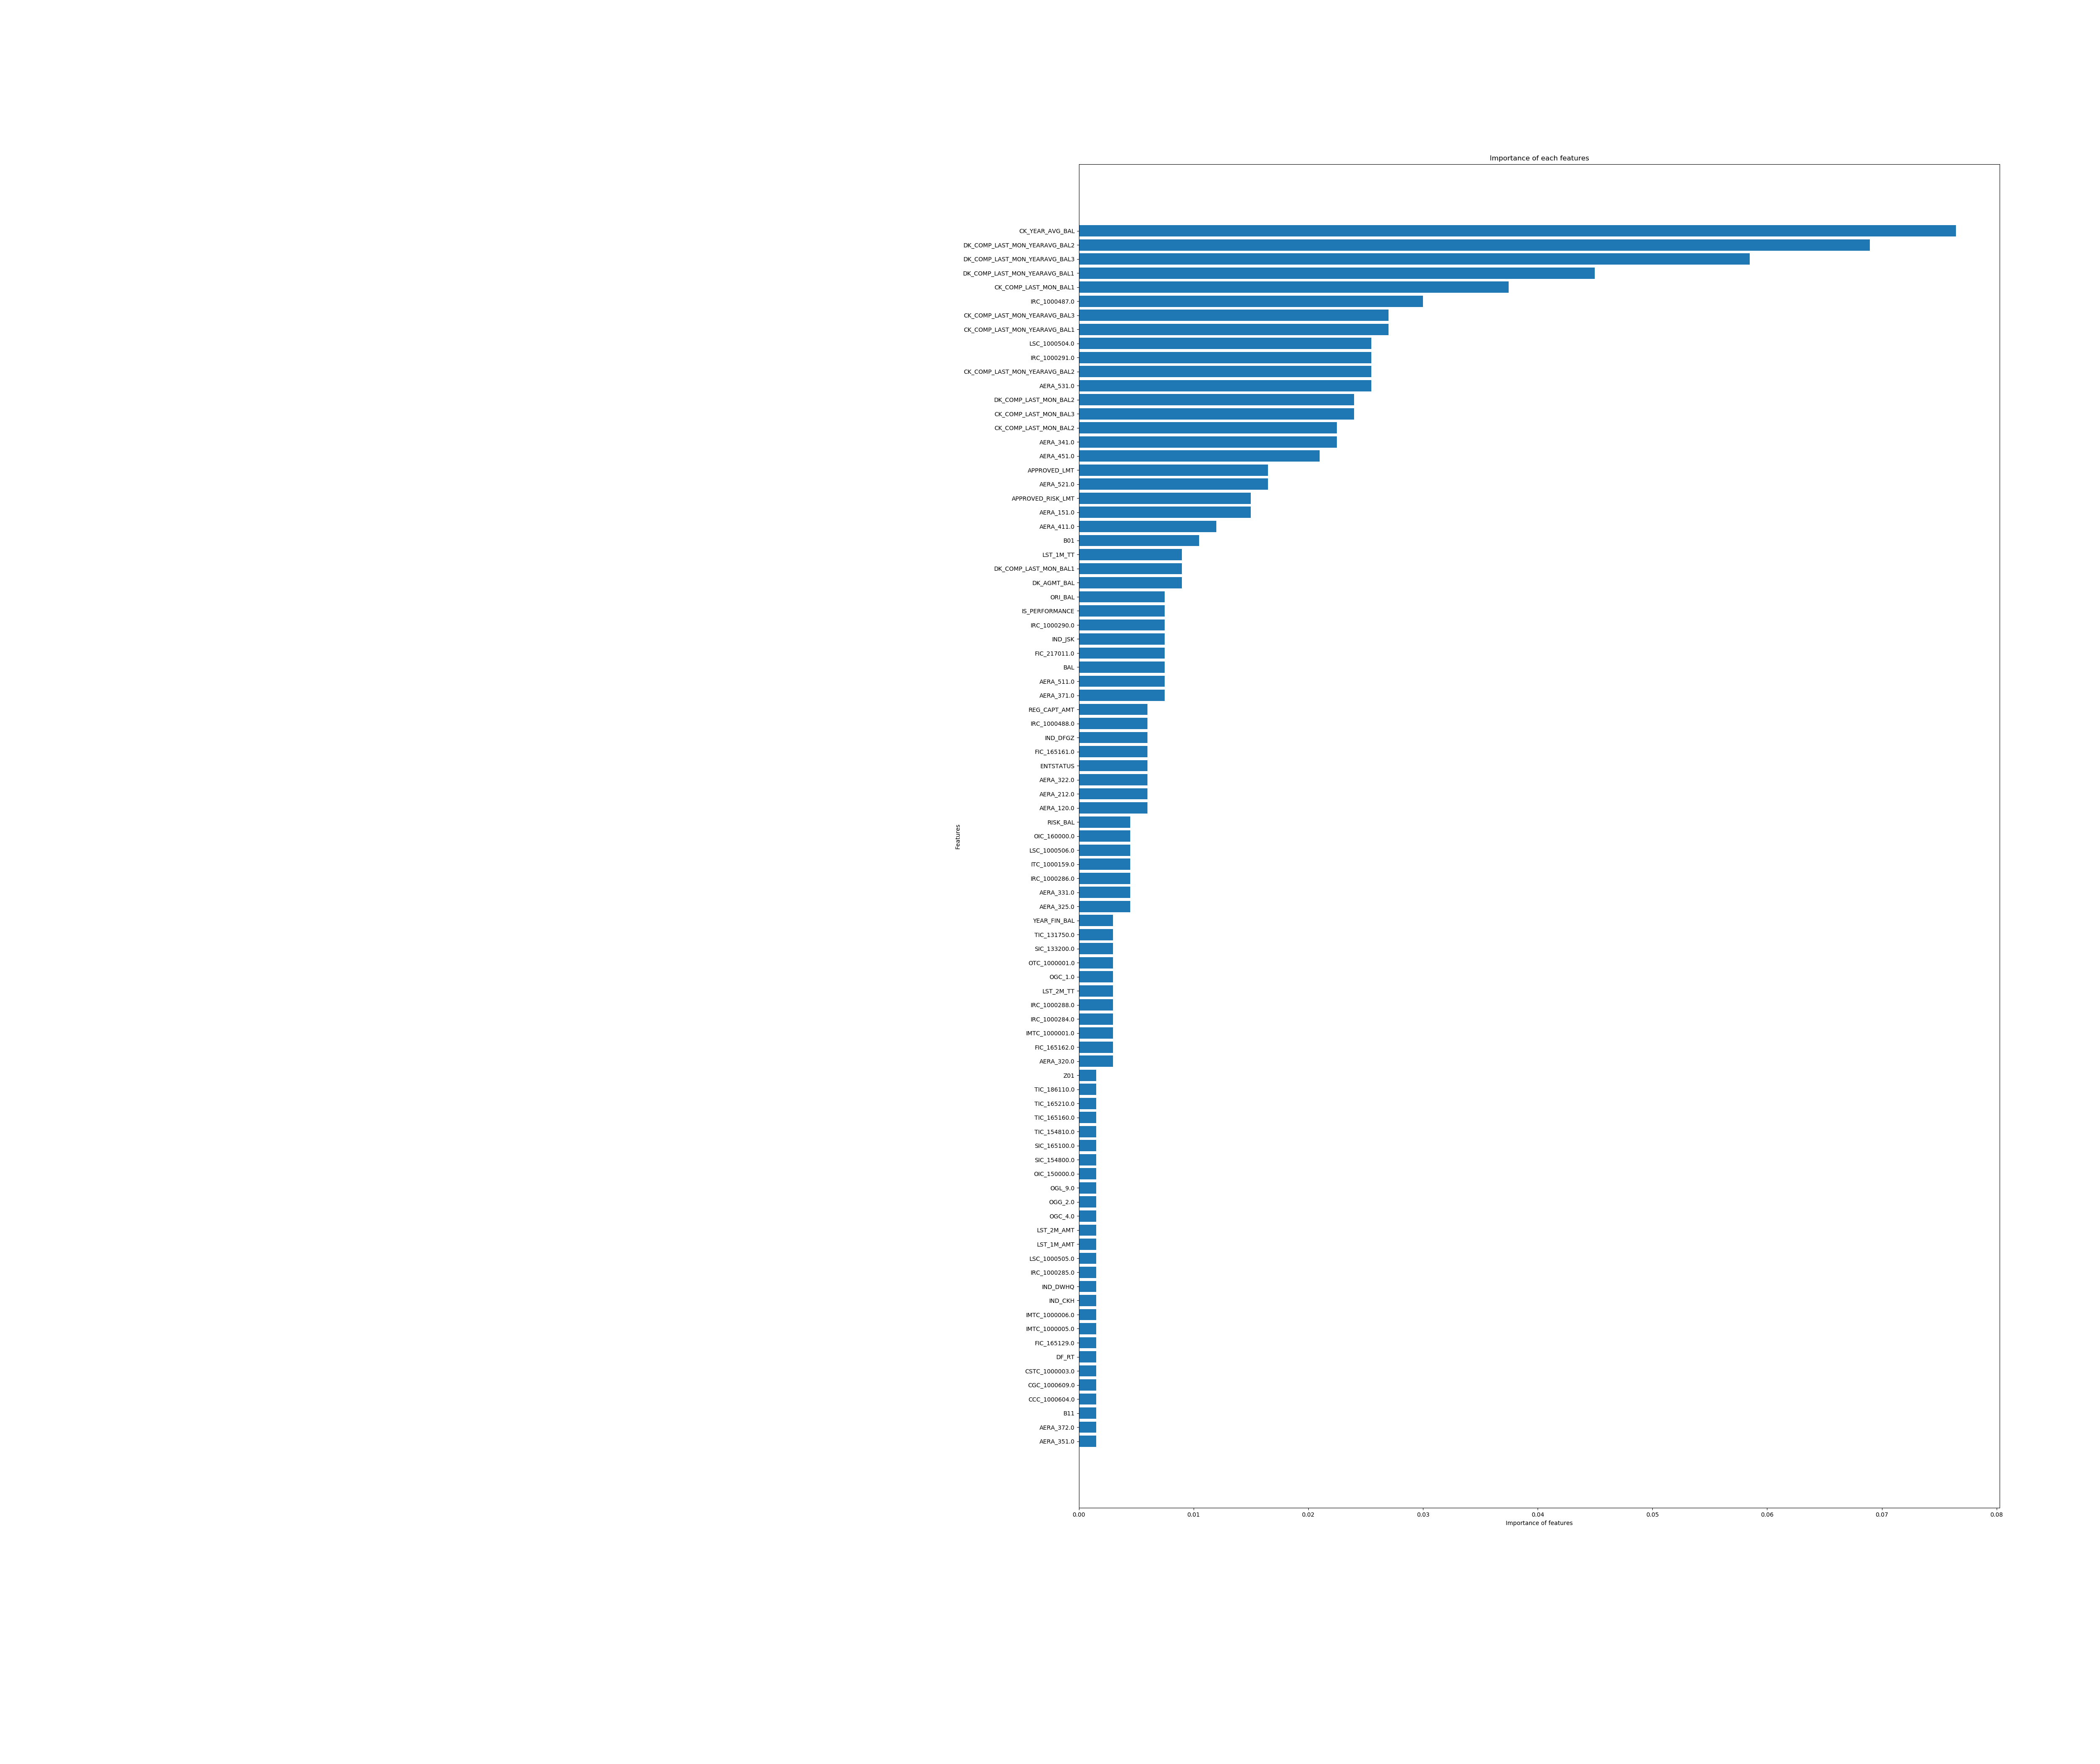 Importance of each features
CK_YEAR_AVG_BAL
DK_COMP_LAST_MON_YEARAVG_BAL2
DK_COMP_LAST_MON_YEARAVG_BAL3
DK_COMP_LAST_MON_YEARAVG_BAL1
CK_COMP_LAST_MON_BAL1
IRC_1000487.0
CK_COMP_LAST_MON_YEARAVG_BAL3
CK_COMP_LAST_MON_YEARAVG_BAL1
LSC_1000504.0
IRC_1000291.0
CK_COMP_LAST_MON_YEARAVG_BAL2
AERA_531.0
DK_COMP_LAST_MON_BAL2
CK_COMP_LAST_MON_BAL3
CK_COMP_LAST_MON_BAL2
AERA_341.0
AERA_451.0
APPROVED_LMT
AERA_521.0
APPROVED_RISK_LMT
AERA_151.0
AERA_411.0
B01
LST_1M_TT
DK_COMP_LAST_MON_BAL1
DK_AGMT_BAL
ORI_BAL
IS_PERFORMANCE
IRC_1000290.0
IND_JSK
FIC_217011.0
BAL
AERA_511.0
AERA_371.0
REG_CAPT_AMT
IRC_1000488.0
IND_DFGZ
FIC_165161.0
ENTSTATUS
AERA_322.0
AERA_212.0
AERA_120.0
RISK_BAL
OIC_160000.0
LSC_1000506.0
ITC_1000159.0
IRC_1000286.0
AERA_331.0
AERA_325.0
YEAR_FIN_BAL
TIC_131750.0
SIC_133200.0
OTC_1000001.0
OGC_1.0
LST_2M_TT
IRC_1000288.0
IRC_1000284.0
IMTC_1000001.0
FIC_165162.0
AERA_320.0
Z01
TIC_186110.0
TIC_165210.0
TIC_165160.0
TIC_154810.0
SIC_165100.0
SIC_154800.0
OIC_150000.0
OGL_9.0
OGG_2.0
OGC_4.0
LST_2M_AMT
LST_1M_AMT
LSC_1000505.0
IRC_1000285.0
IND_DWHQ
IND_CKH
IMTC_1000006.0
IMTC_1000005.0
FIC_165129.0
DF_RT
CSTC_1000003.0
CGC_1000609.0
CCC_1000604.0
B11
AERA_372.0
AERA_351.0
Features
0.00 0.01 0.02 0.03 0.04 0.05 0.06 0.07 0.08
Importance of features